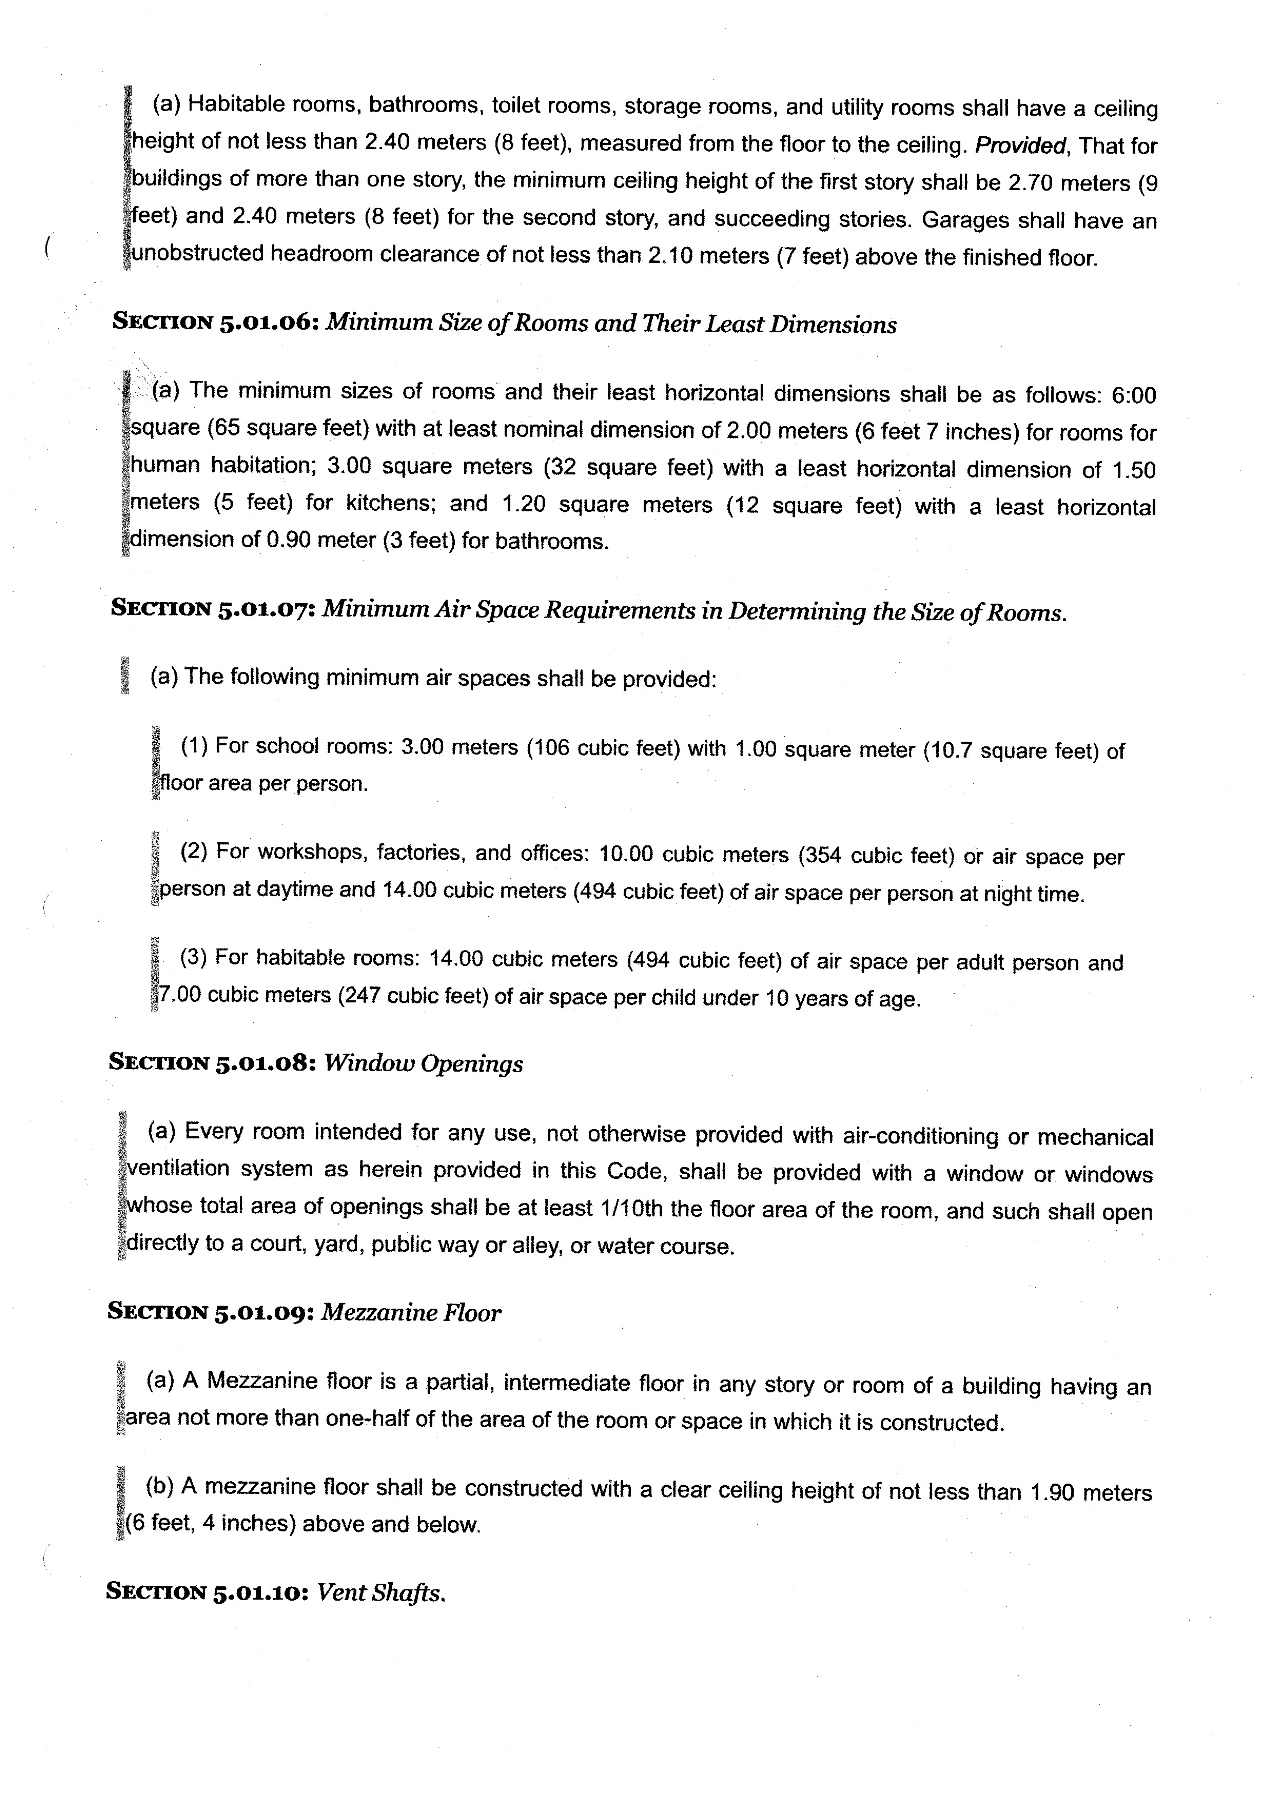 (a) Habitable rooms, bathrooms, toilet rooms, storage rooms, and utility rooms shall have a ceiling
height of not less than 2.40 meters (8 feet), measured from the floor to the ceiling. Provided, That for
buildings of more than one story, the minimum ceiling height of the first story shall be 2.70 meters (9
feet) and 2.40 meters (8 feet) for the second story, and succeeding stories. Garages shall have an
unobstructed headroom clearance of not less than 2.10 meters (7 feet) above the finished floor.
SECTION 5.01.06: Minimum Size of Rooms and Their Least Dimensions
(a) The minimum sizes of rooms and their least horizontal dimensions shall be as follows: 6:00
square (65 square feet) with at least nominal dimension of 2.00 meters (6 feet 7 inches) for rooms for
human habitation; 3.00 square meters (32 square feet) with a least horizontal dimension of 1.50
meters (5 feet) for kitchens; and 1.20 square meters (12 square feet) with a least horizontal
dimension of 0.90 meter (3 feet) for bathrooms.
SECTION 5.01.07: Minimum Air Space Requirements in Determining the Size of Rooms.
(a) The following minimum air spaces shall be provided:
(1) For school rooms: 3.00 meters (106 cubic feet) with 1.00 square meter (10.7 square feet) of
floor area per person.
(2) For workshops, factories, and offices: 10.00 cubic meters (354 cubic feet) or air space per
person at daytime and 14.00 cubic meters (494 cubic feet) of air space per person at night time.
(3) For habitable rooms: 14.00 cubic meters (494 cubic feet) of air space per adult person and
7.00 cubic meters (247 cubic feet) of air space per child under 10 years of age.
SECTION 5.01.08: Window Openings
(a) Every room intended for any use, not otherwise provided with air-conditioning or mechanical
ventilation system as herein provided in this Code, shall be provided with a window or windows
whose total area of openings shall be at least 1/10th the floor area of the room, and such shall open
directly to a court, yard, public way or alley, or water course.
SECTION 5.01.09: Mezzanine Floor
(a) A Mezzanine floor is a partial, intermediate floor in any story or room of a building having an
area not more than one-half of the area of the room or space in which it is constructed.
(b) A mezzanine floor shall be constructed with a clear ceiling height of not less than 1.90 meters
(6 feet, 4 inches) above and below.
SECTION 5.01.10: Vent Shafts.